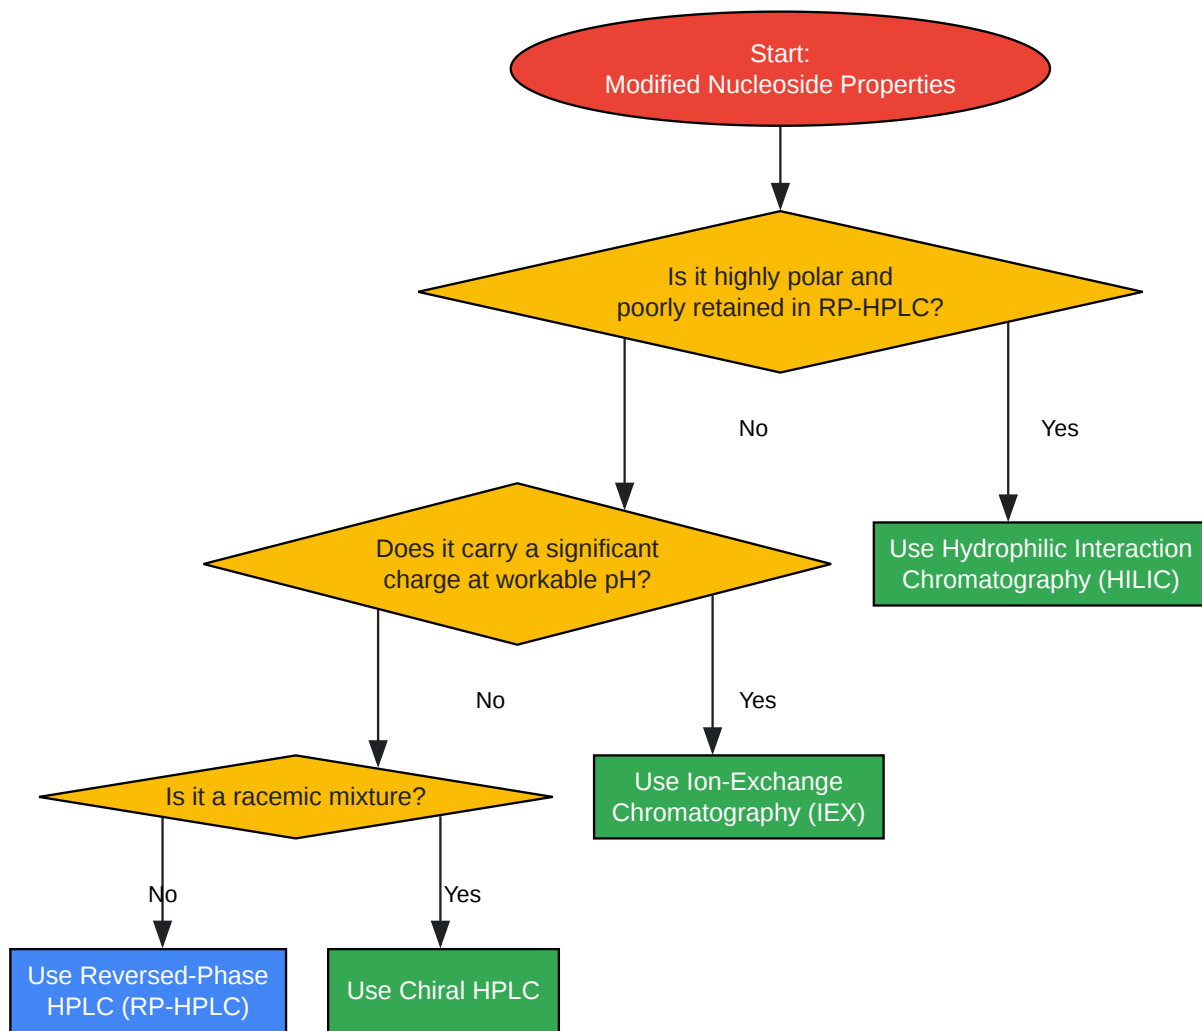 Start:
Modified Nucleoside Properties
Is it highly polar and
poorly retained in RP-HPLC?
No
Yes
Does it carry a significant
charge at workable pH?
Use Hydrophilic Interaction
Chromatography (HILIC)
No
Yes
Is it a racemic mixture?
Use Ion-Exchange
Chromatography (IEX)
No
Yes
Use Reversed-Phase
HPLC (RP-HPLC)
Use Chiral HPLC